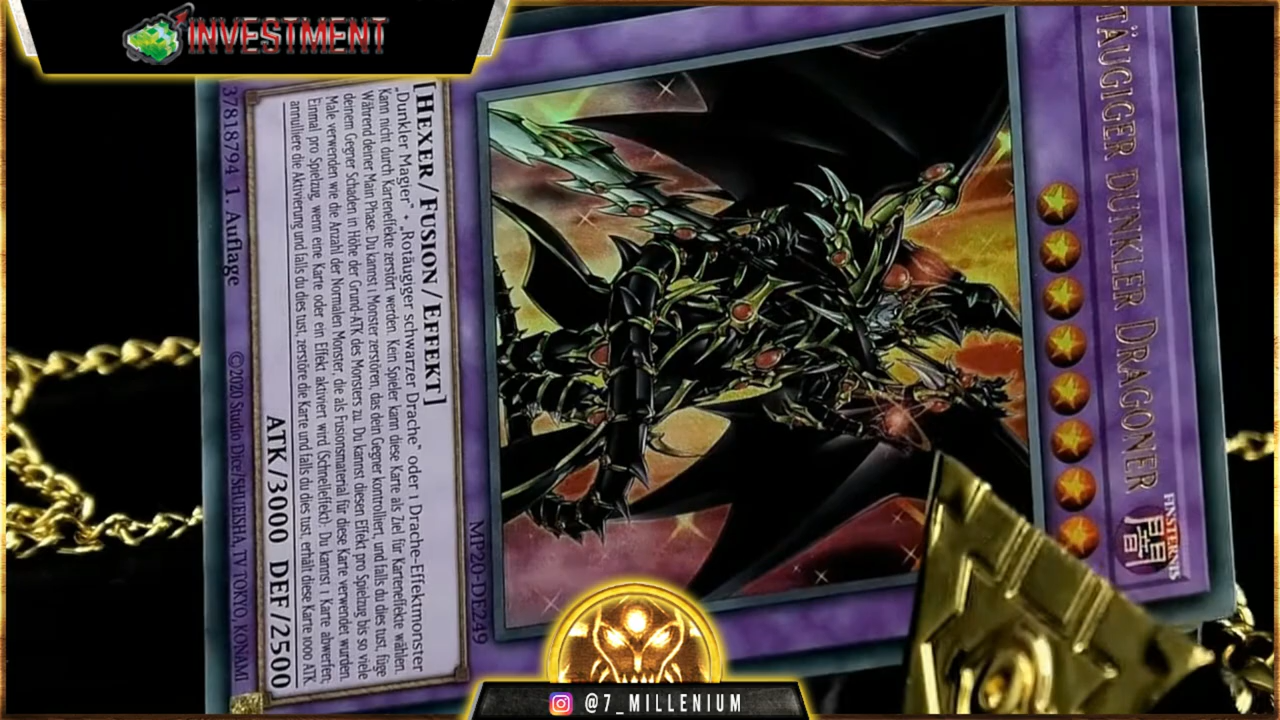 INVESTMENT
TÄUGIGER DUNKLER DRAGONER
FINSTERNIS
闇
MP20-DE249
[HEXER/FUSION/EFFEKT]
„Dunkler Magier“ + „Rotäugiger schwarzer Drache“ oder 1 Drache-Effektmonster
Kann nicht durch Karteneffekte zerstört werden. Kein Spieler kann diese Karte als Ziel für Karteneffekte wählen.
Während deiner Main Phase: Du kannst 1 Monster zerstören, das dein Gegner kontrolliert, und falls du dies tust, füge
deinem Gegner Schaden in Höhe der Grund-ATK des Monsters zu. Du kannst diesen Effekt pro Spielzug bis so viele
Male verwenden wie die Anzahl der Normalen Monster, die als Fusionsmaterial für diese Karte verwendet wurden.
Einmal pro Spielzug, wenn eine Karte oder ein Effekt aktiviert wird (Schnelleffekt): Du kannst 1 Karte abwerfen;
annulliere die Aktivierung und falls du dies tust, zerstöre die Karte und falls du dies tust, erhält diese Karte 1000 ATK.
ATK/3000 DEF/2500
37818794 1. Auflage
©2020 Studio Dice/SHUEISHA, TV TOKYO, KONAMI
@7_MILLENIUM